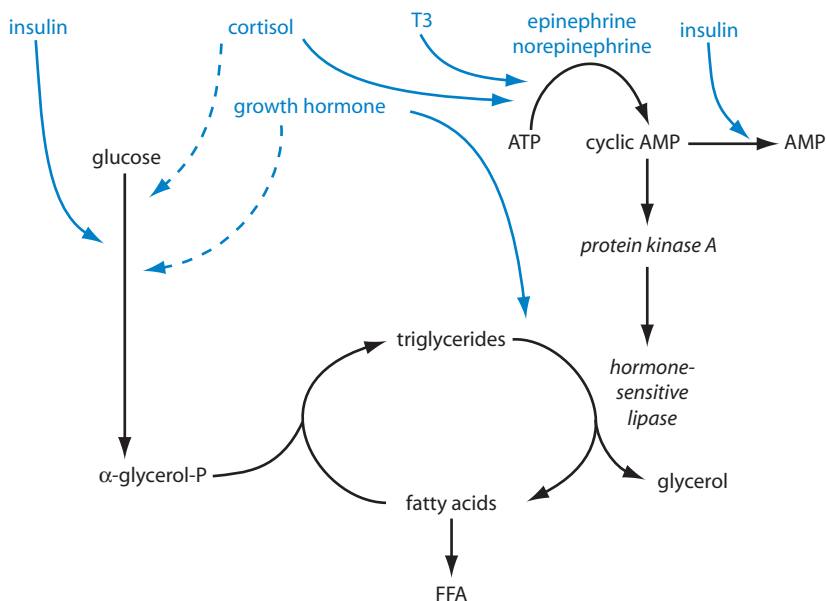 insulin
cortisol
T3
epinephrine
norepinephrine
insulin
growth hormone
glucose
ATP
cyclic AMP
AMP
protein kinase A
triglycerides
hormone-
sensitive
lipase
α-glycerol-P
glycerol
fatty acids
FFA